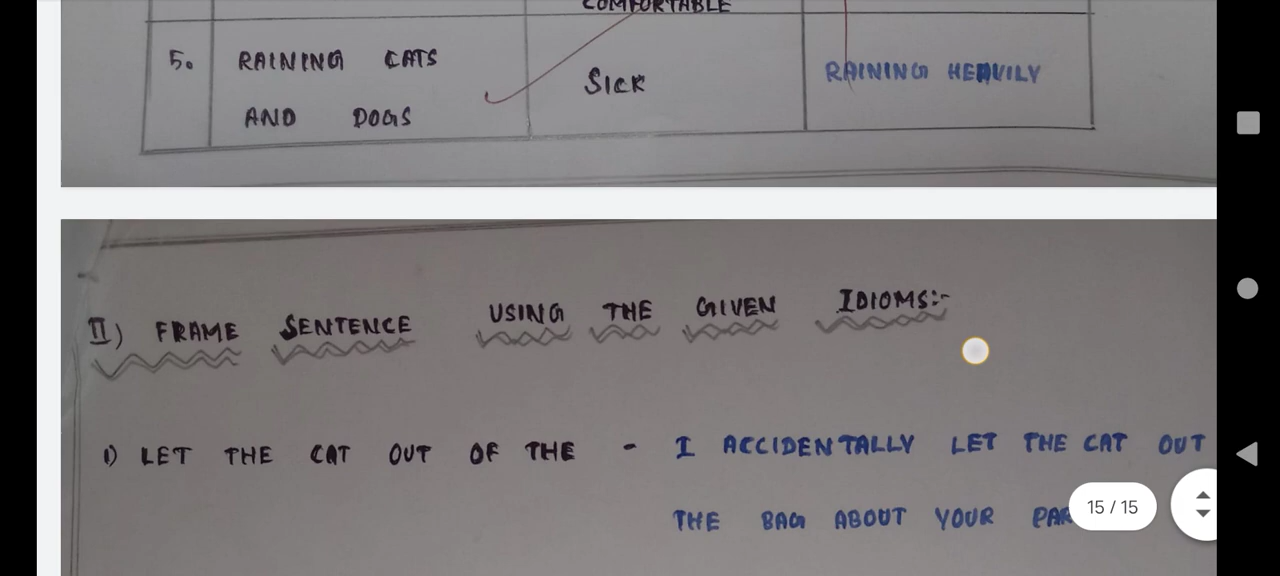 COMFORTABLE
5. RAINING CATS
AND DOGS
SICK
RAINING HEAVILY
II) FRAME SENTENCE USING THE GIVEN IDIOMS:-
1) LET THE CAT OUT OF THE - I ACCIDENTALLY LET THE CAT OUT
THE BAG ABOUT YOUR
15 / 15